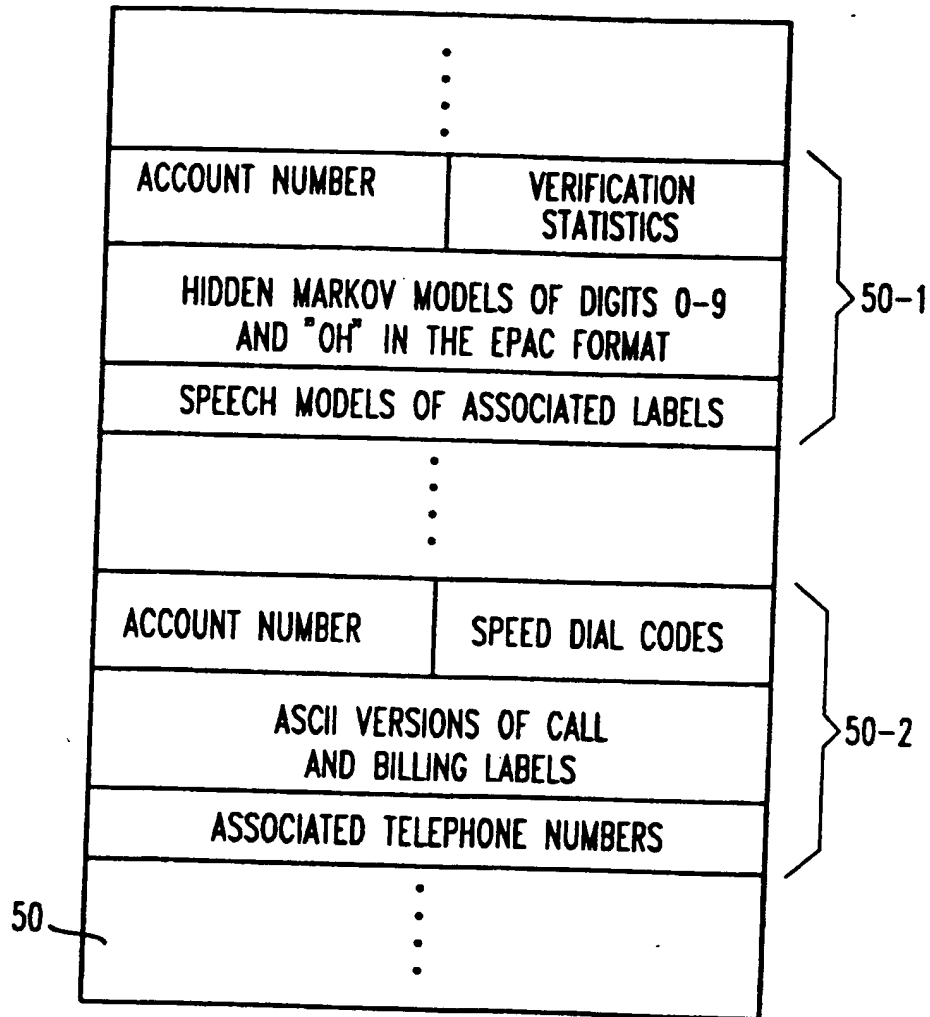 ACCOUNT NUMBER
VERIFICATION
STATISTICS
HIDDEN MARKOV MODELS OF DIGITS 0-9
AND "OH" IN THE EPAC FORMAT
SPEECH MODELS OF ASSOCIATED LABELS
50-1
ACCOUNT NUMBER
SPEED DIAL CODES
ASCII VERSIONS OF CALL
AND BILLING LABELS
ASSOCIATED TELEPHONE NUMBERS
50-2
50